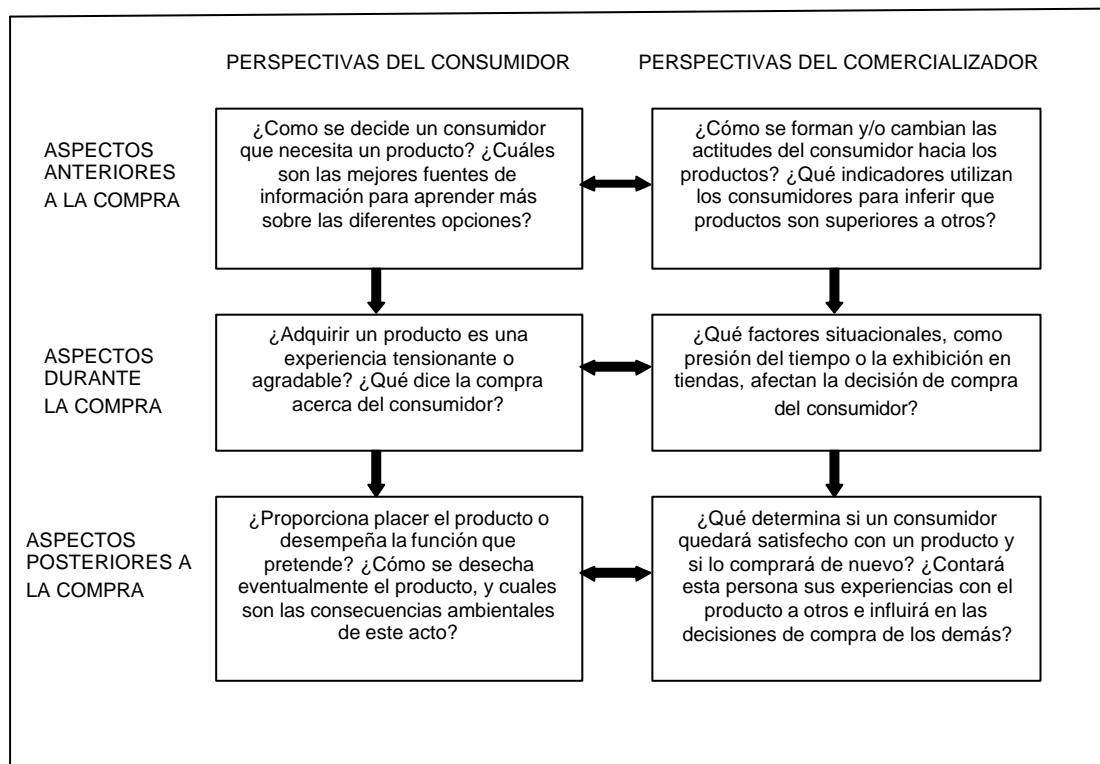 PERSPECTIVAS DEL CONSUMIDOR
PERSPECTIVAS DEL COMERCIALIZADOR
ASPECTOS
ANTERIORES
A LA COMPRA
¿Como se decide un consumidor
que necesita un producto? ¿Cuáles
son las mejores fuentes de
información para aprender más
sobre las diferentes opciones?
¿Cómo se forman y/o cambian las
actitudes del consumidor hacia los
productos? ¿Qué indicadores utilizan
los consumidores para inferir que
productos son superiores a otros?
ASPECTOS
DURANTE
LA COMPRA
¿Adquirir un producto es una
experiencia tensionante o
agradable? ¿Qué dice la compra
acerca del consumidor?
¿Qué factores situacionales, como
presión del tiempo o la exhibición en
tiendas, afectan la decisión de compra
del consumidor?
ASPECTOS
POSTERIORES A
LA COMPRA
¿Proporciona placer el producto o
desempeña la función que
pretende? ¿Cómo se desecha
eventualmente el producto, y cuales
son las consecuencias ambientales
de este acto?
¿Qué determina si un consumidor
quedará satisfecho con un producto y
si lo comprará de nuevo? ¿Contará
esta persona sus experiencias con el
producto a otros e influirá en las
decisiones de compra de los demás?